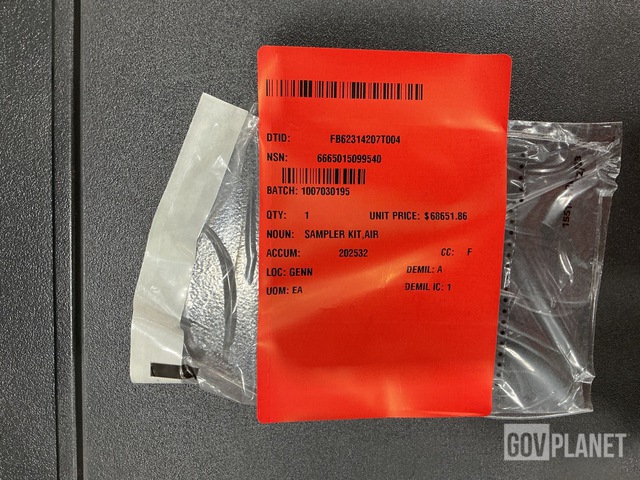 DTID: FB62314207T004
NSN: 6665015099540
BATCH: 1007030195
QTY: 1 UNIT PRICE: $68651.86
NOUN: SAMPLER KIT,AIR
ACCUM: 202532 CC: F
LOC: GENN DEMIL: A
UOM: EA DEMIL IC: 1
GOVPLANET